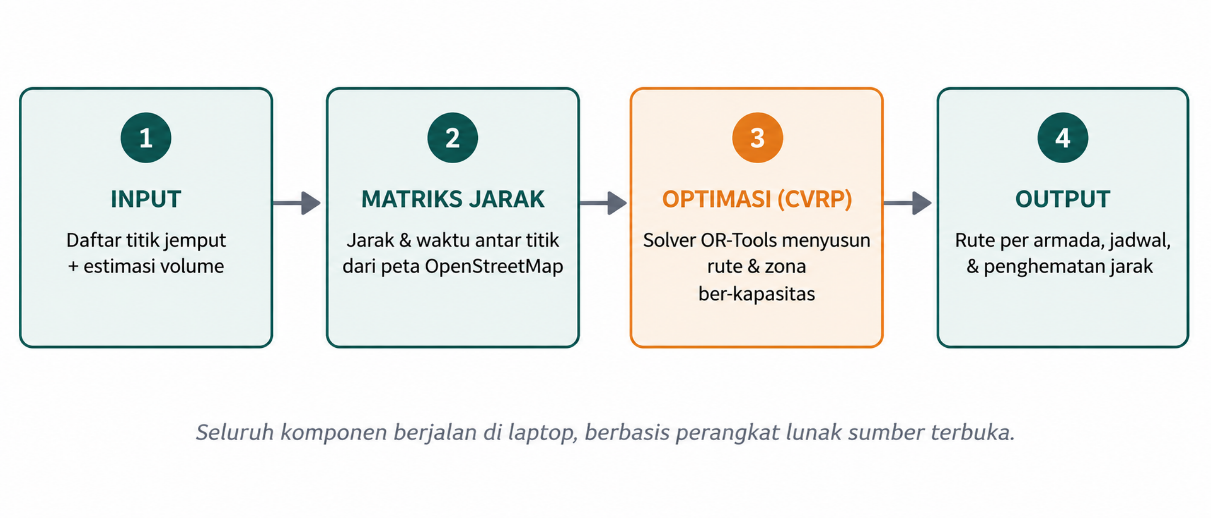 1
INPUT
Daftar titik jemput
+ estimasi volume
2
MATRIKS JARAK
Jarak & waktu antar titik
dari peta OpenStreetMap
3
OPTIMASI (CVRP)
Solver OR-Tools menyusun
rute & zona
ber-kapasitas
4
OUTPUT
Rute per armada, jadwal,
& penghematan jarak
Seluruh komponen berjalan di laptop, berbasis perangkat lunak sumber terbuka.